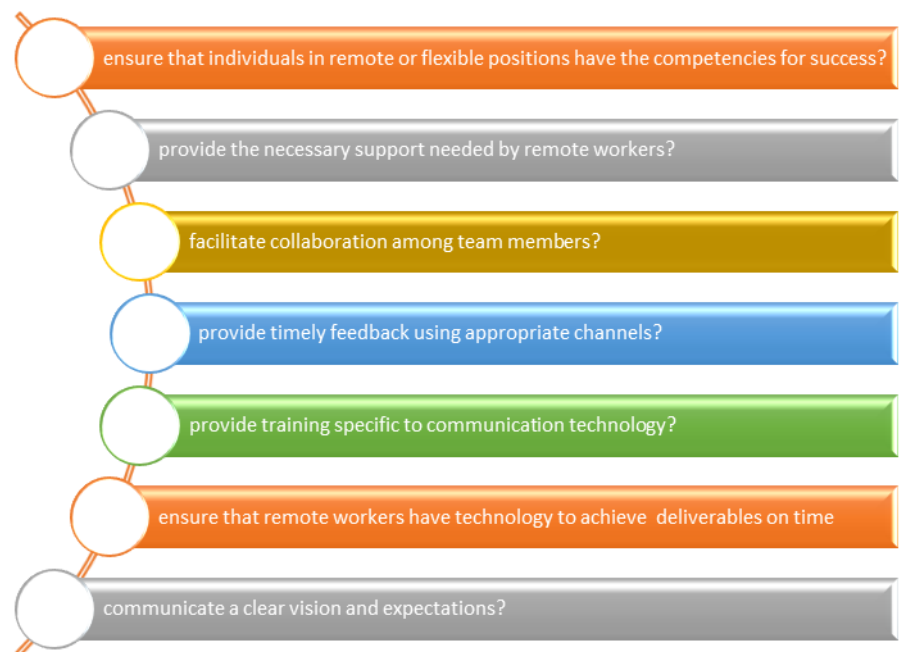 ensure that individuals in remote or flexible positions have the competencies for success?
provide the necessary support needed by remote workers?
facilitate collaboration among team members?
provide timely feedback using appropriate channels?
provide training specific to communication technology?
ensure that remote workers have technology to achieve  deliverables on time
communicate a clear vision and expectations?